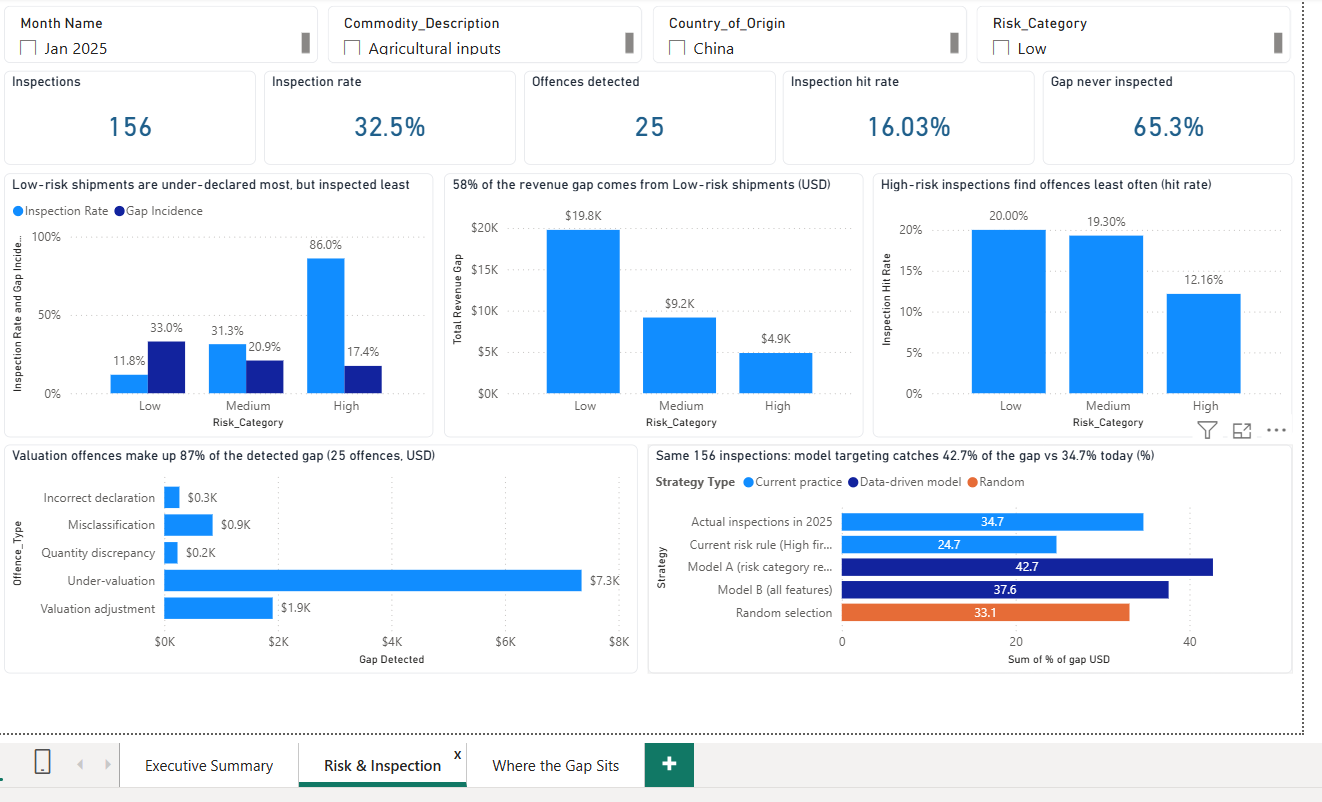 Month Name
Jan 2025
Commodity_Description
Agricultural inputs
Country_of_Origin
China
Risk_Category
Low
Inspections
156
Inspection rate
32.5%
Offences detected
25
Inspection hit rate
16.03%
Gap never inspected
65.3%
Low-risk shipments are under-declared most, but inspected least
Inspection Rate Gap Incidence
Inspection Rate and Gap Incide...
100%
50%
0%
11.8%
33.0%
31.3%
20.9%
86.0%
17.4%
Low Medium High
Risk_Category
58% of the revenue gap comes from Low-risk shipments (USD)
Total Revenue Gap
$20K
$15K
$10K
$5K
$0K
$19.8K
$9.2K
$4.9K
Low Medium High
Risk_Category
High-risk inspections find offences least often (hit rate)
Inspection Hit Rate
20%
15%
10%
5%
0%
20.00%
19.30%
12.16%
Low Medium High
Risk_Category
Valuation offences make up 87% of the detected gap (25 offences, USD)
Offence_Type
Incorrect declaration $0.3K
Misclassification $0.9K
Quantity discrepancy $0.2K
Under-valuation $7.3K
Valuation adjustment $1.9K
$0K $2K $4K $6K $8K
Gap Detected
Same 156 inspections: model targeting catches 42.7% of the gap vs 34.7% today (%)
Strategy Type Current practice Data-driven model Random
Strategy
Actual inspections in 2025 34.7
Current risk rule (High fir... 24.7
Model A (risk category re... 42.7
Model B (all features) 37.6
Random selection 33.1
0 20 40
Sum of % of gap USD
Executive Summary
Risk & Inspection
X
Where the Gap Sits
+